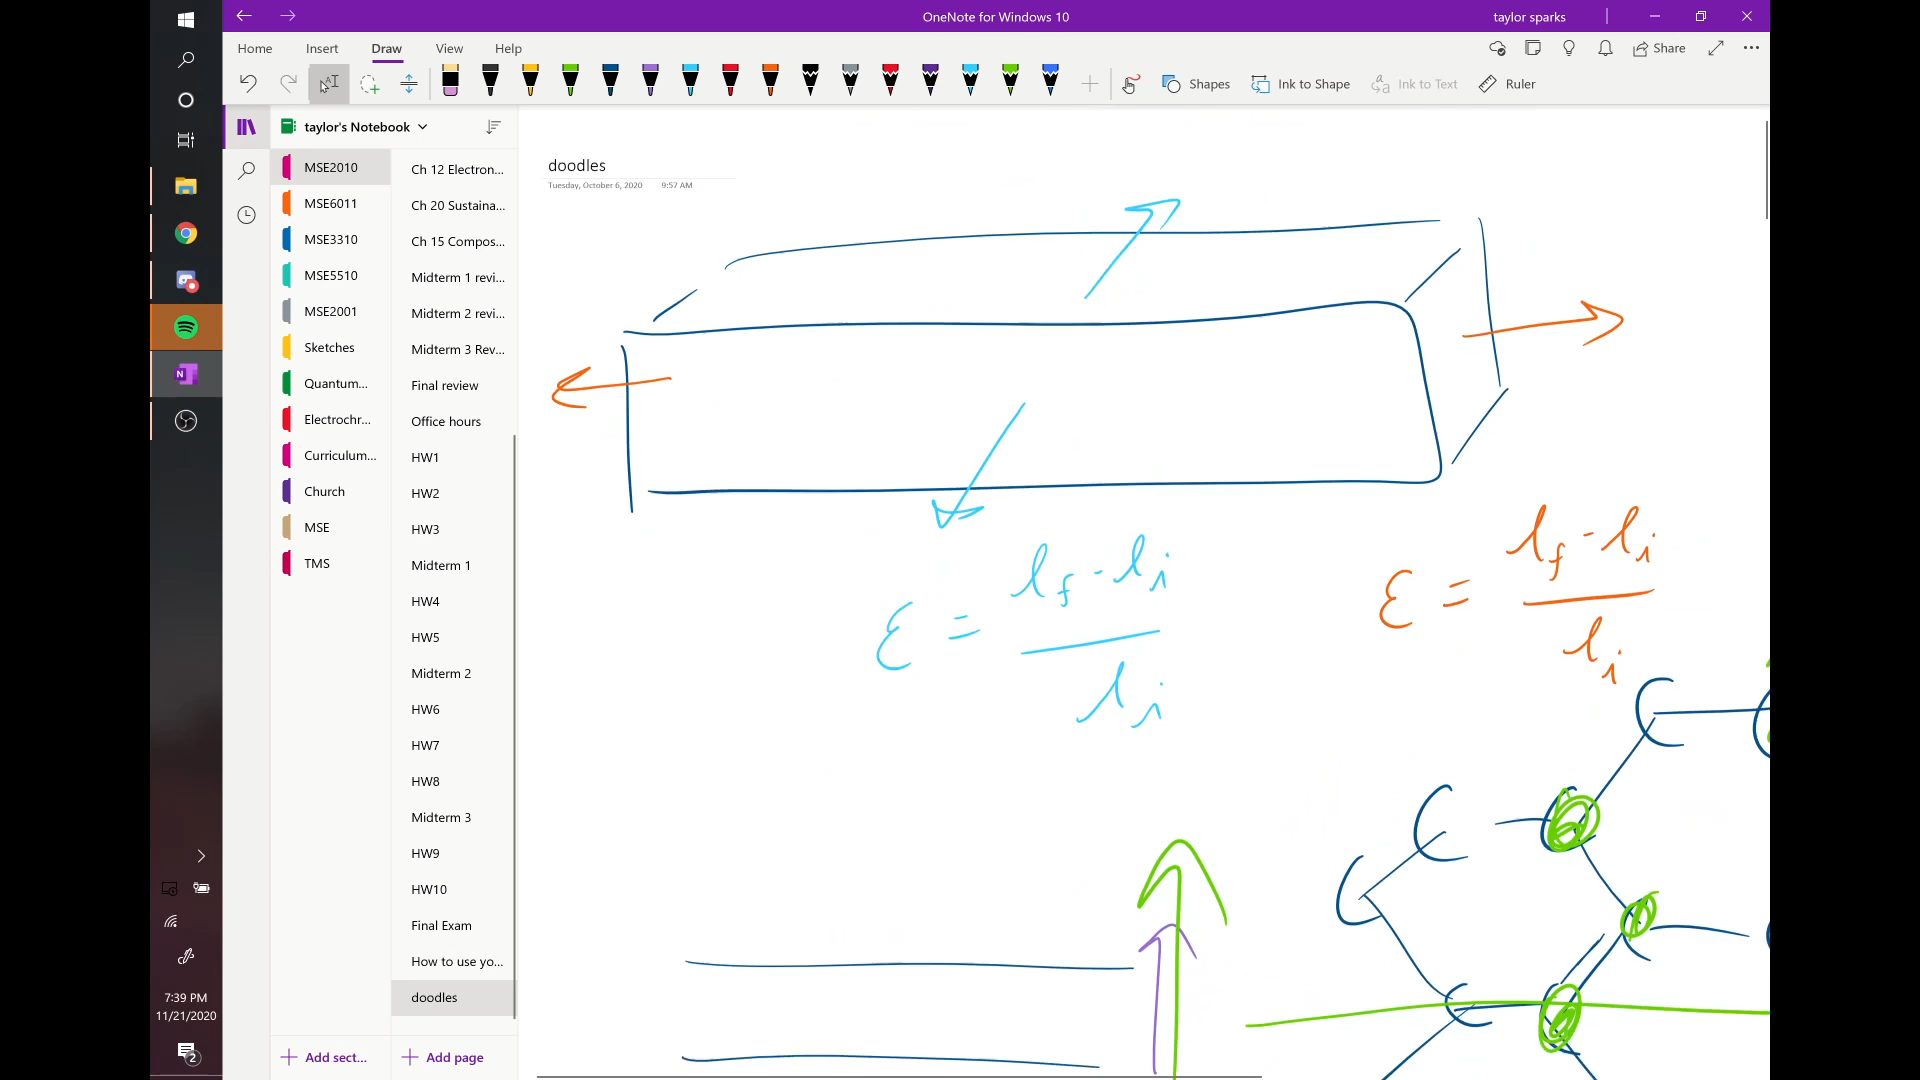 OneNote for Windows 10
taylor sparks
Home Insert Draw View Help
Share
Shapes Ink to Shape Ink to Text Ruler
taylor's Notebook
MSE2010
MSE6011
MSE3310
MSE5510
MSE2001
Sketches
Quantum...
Electrochr...
Curriculum...
Church
MSE
TMS
Add sect...
Ch 12 Electron...
Ch 20 Sustaina...
Ch 15 Compos...
Midterm 1 revi...
Midterm 2 revi...
Midterm 3 Rev...
Final review
Office hours
HW1
HW2
HW3
Midterm 1
HW4
HW5
Midterm 2
HW6
HW7
HW8
Midterm 3
HW9
HW10
Final Exam
How to use yo...
doodles
Add page
doodles
Tuesday, October 6, 2020 9:57 AM
ε = (l_f - l_i) / l_i
ε = (l_f - l_i) / l_i
C
C
C
C
7:39 PM
11/21/2020
2